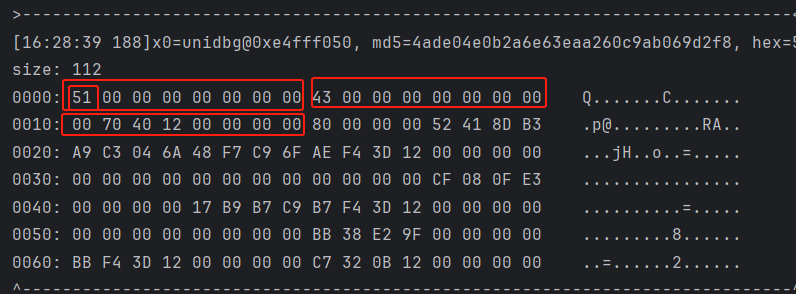 >-----------------------------------------------------------------------------<
[16:28:39 188]x0=unidbg@0xe4fff050, md5=4ade04e0b2a6e63eaa260c9ab069d2f8, hex=5
size: 112
0000: 51 00 00 00 00 00 00 00 43 00 00 00 00 00 00 00    Q.......C.......
0010: 00 70 40 12 00 00 00 00 80 00 00 00 52 41 8D B3    .p@.........RA..
0020: A9 C3 04 6A 48 F7 C9 6F AE F4 3D 12 00 00 00 00    ...jH..o..=.....
0030: 00 00 00 00 00 00 00 00 00 00 00 00 CF 08 0F E3    ................
0040: 00 00 00 00 17 B9 B7 C9 B7 F4 3D 12 00 00 00 00    ..........=.....
0050: 00 00 00 00 00 00 00 00 BB 38 E2 9F 00 00 00 00    .........8......
0060: BB F4 3D 12 00 00 00 00 C7 32 0B 12 00 00 00 00    ..=......2......
^-----------------------------------------------------------------------------^